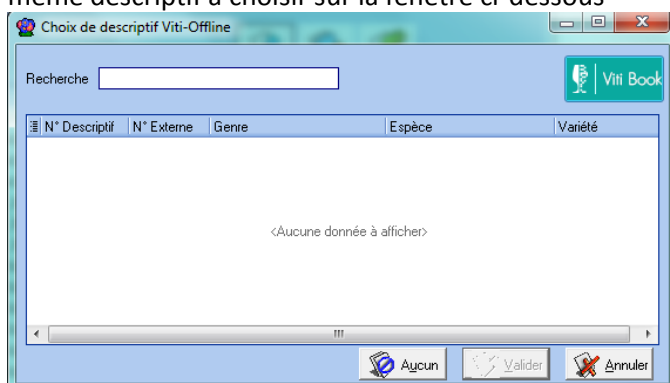 même descriptif à choisir sur la fenêtre ci-dessous
Choix de descriptif Viti-Offline
Recherche
Viti Book
N° Descriptif N° Externe Genre Espèce Variété
<Aucune donnée à afficher>
Aucun Valider Annuler